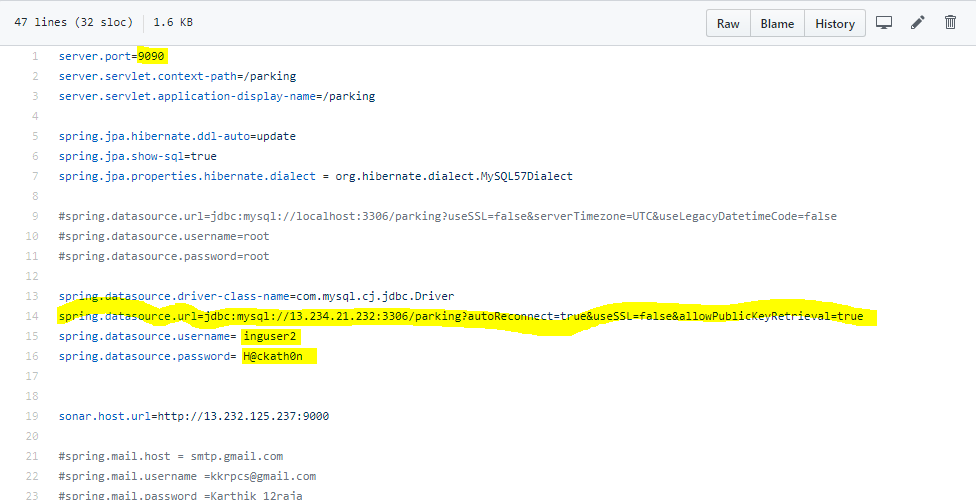 47 lines (32 sloc) 1.6 KB Raw Blame History
1 server.port=9090
2 server.servlet.context-path=/parking
3 server.servlet.application-display-name=/parking
4
5 spring.jpa.hibernate.ddl-auto=update
6 spring.jpa.show-sql=true
7 spring.jpa.properties.hibernate.dialect = org.hibernate.dialect.MySQL57Dialect
8
9 #spring.datasource.url=jdbc:mysql://localhost:3306/parking?useSSL=false&serverTimezone=UTC&useLegacyDatetimeCode=false
10 #spring.datasource.username=root
11 #spring.datasource.password=root
12
13 spring.datasource.driver-class-name=com.mysql.cj.jdbc.Driver
14 spring.datasource.url=jdbc:mysql://13.234.21.232:3306/parking?autoReconnect=true&useSSL=false&allowPublicKeyRetrieval=true
15 spring.datasource.username= inguser2
16 spring.datasource.password= H@ckath0n
17
18
19 sonar.host.url=http://13.232.125.237:9000
20
21 #spring.mail.host = smtp.gmail.com
22 #spring.mail.username =kkrpcs@gmail.com
23 #spring.mail.password =Karthik_12raja